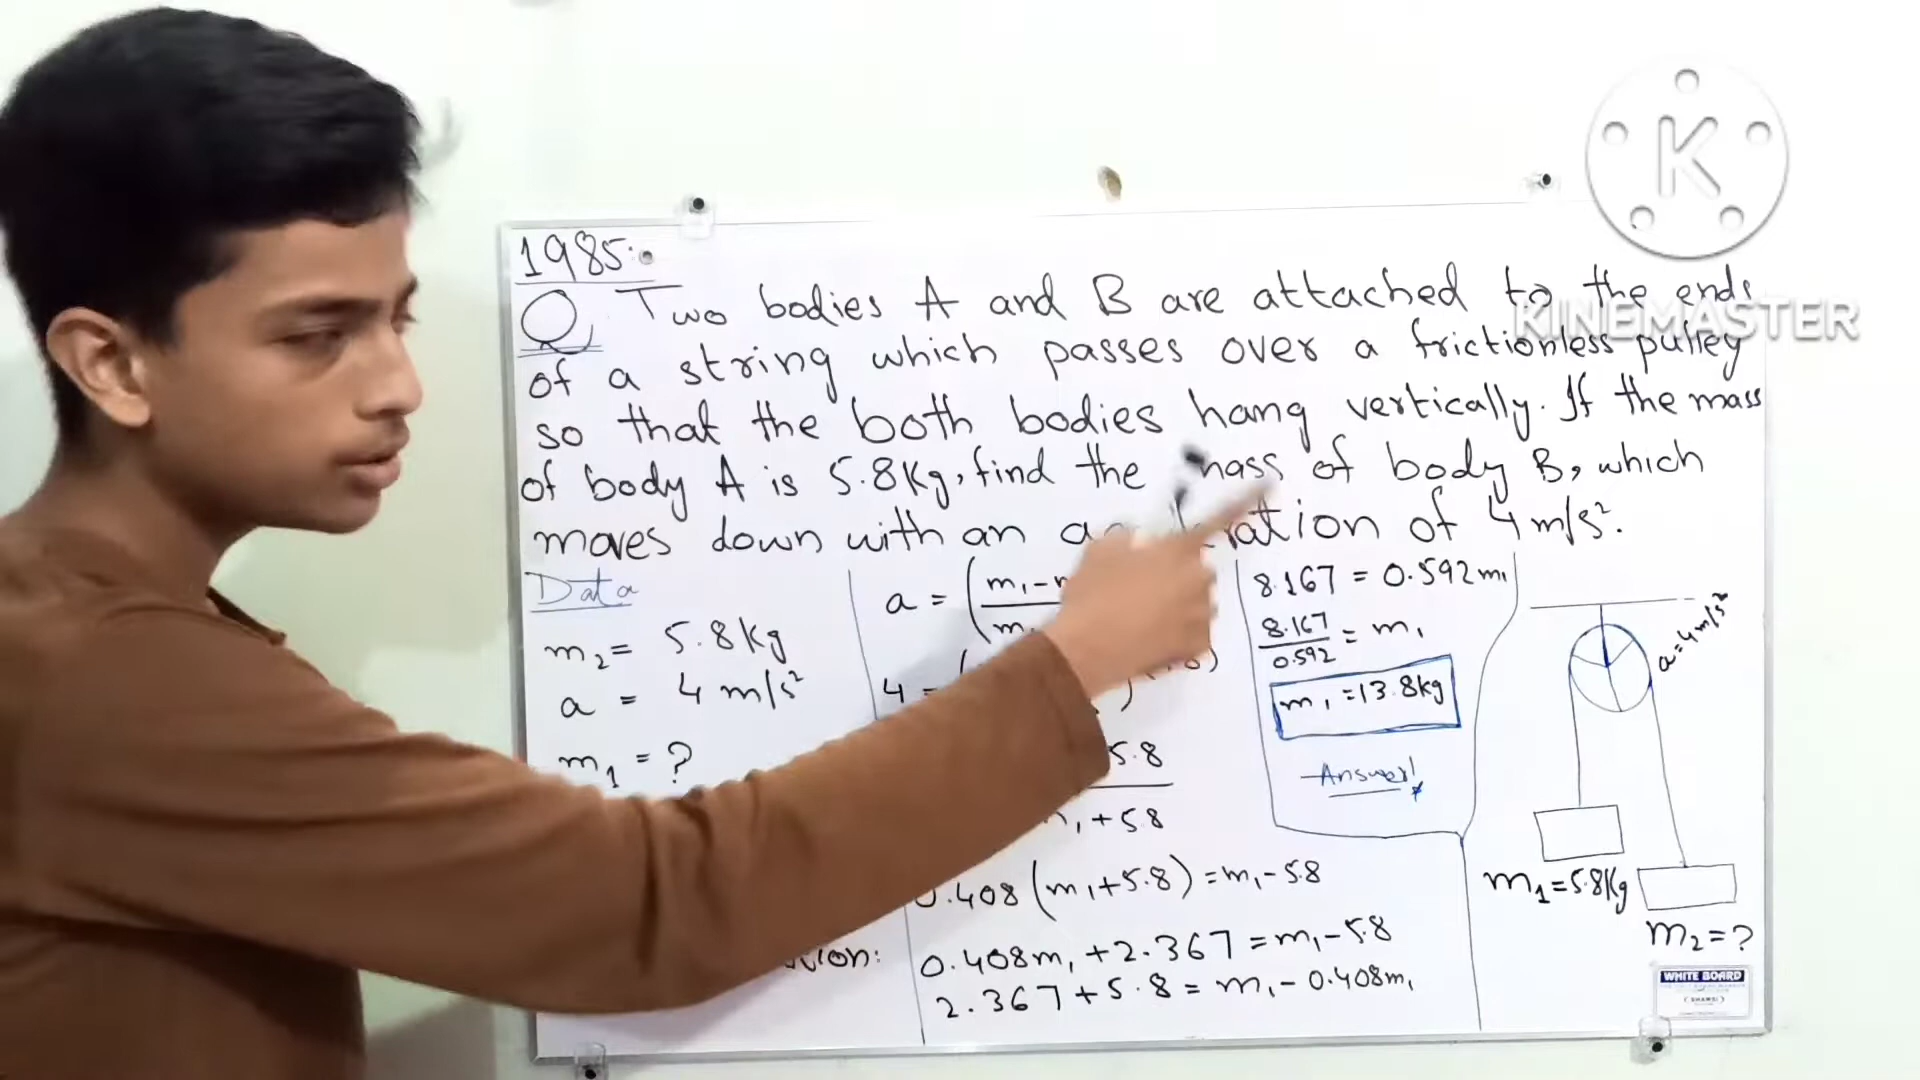 1985:
Q Two bodies A and B are attached to the ends
of a string which passes over a frictionless pulley
so that the both bodies hang vertically. If the mass
of body A is 5.8Kg, find the mass of body B, which
moves down with an of 4 m/s².
Data
m₂ = 5.8Kg
a = 4 m/s²
m₁ = ?
a = (m₁ -
4 =
5.8
+ 5.8
0.408 (m₁+5.8) = m₁-5.8
0.408m₁ +2.367 = m₁-5.8
2.367 + 5.8 = m₁- 0.408m₁
8.167 = 0.592m₁
8.167/0.592 = m₁
m₁ =13.8kg
Answer!
a=4m/s²
m₁=5.8Kg
m₂=?
WHITE BOARD
K
KINEMASTER